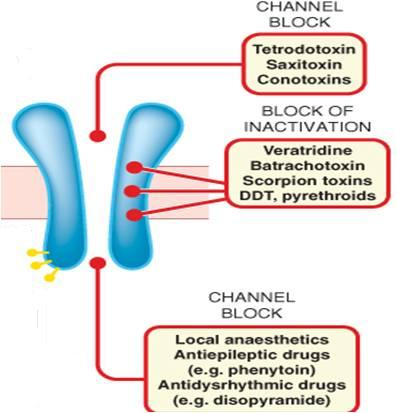 CHANNEL
BLOCK
Tetrodotoxin
Saxitoxin
Conotoxins
BLOCK OF
INACTIVATION
Veratridine
Batrachotoxin
Scorpion toxins
DDT, pyrethroids
CHANNEL
BLOCK
Local anaesthetics
Antiepileptic drugs
(e.g. phenytoin)
Antidysrhythmic drugs
(e.g. disopyramide)